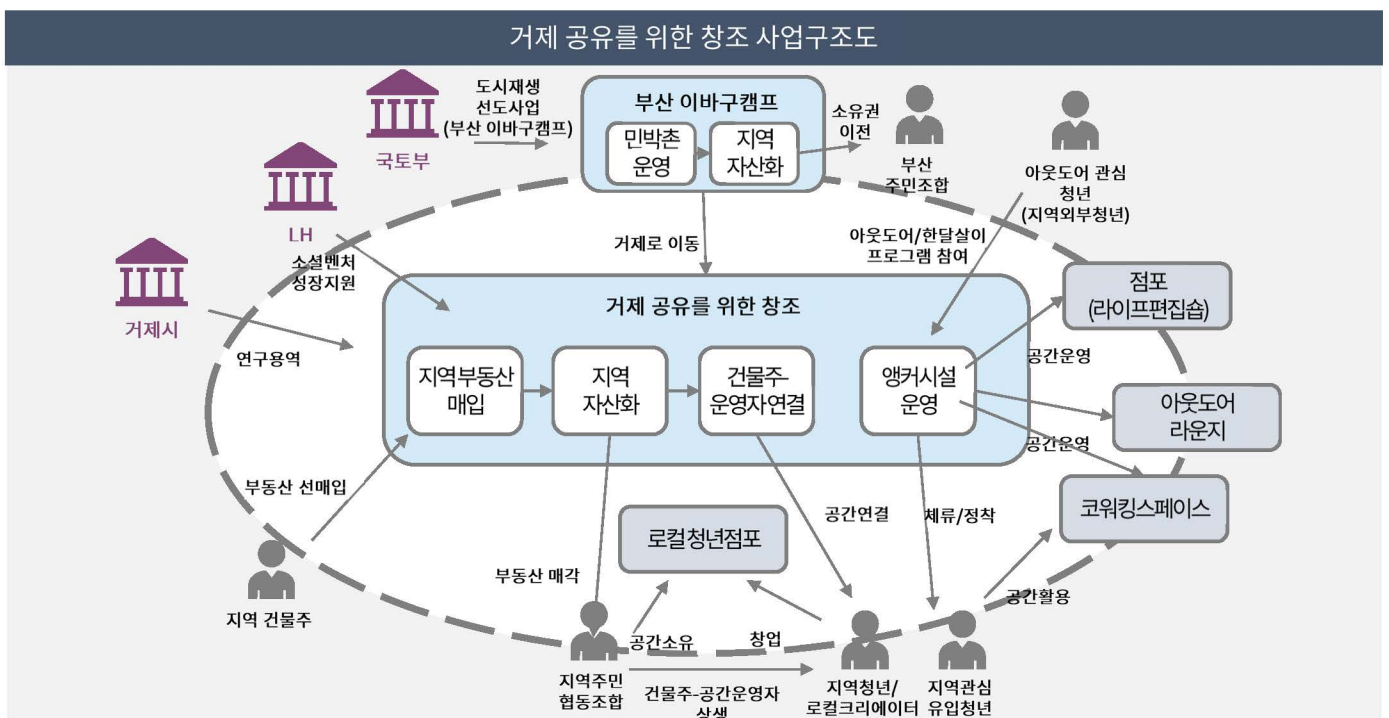 거제 공유를 위한 창조 사업구조도
국토부
도시재생
선도사업
(부산 이바구캠프)
부산 이바구캠프
민박촌
운영
지역
자산화
소유권
이전
부산
주민조합
아웃도어 관심
청년
(지역외부청년)
LH
소셜벤처
성장지원
거제로 이동
아웃도어/한달살이
프로그램 참여
거제시
연구용역
거제 공유를 위한 창조
지역부동산
매입
지역
자산화
건물주-
운영자연결
앵커시설
운영
점포
(라이프편집숍)
공간운영
아웃도어
라운지
공간운영
코워킹스페이스
부동산 선매입
지역 건물주
로컬청년점포
공간연결
체류/정착
부동산 매각
공간활용
공간소유
창업
지역주민
협동조합
건물주-공간운영자
상생
지역청년/
로컬크리에이터
지역관심
유입청년